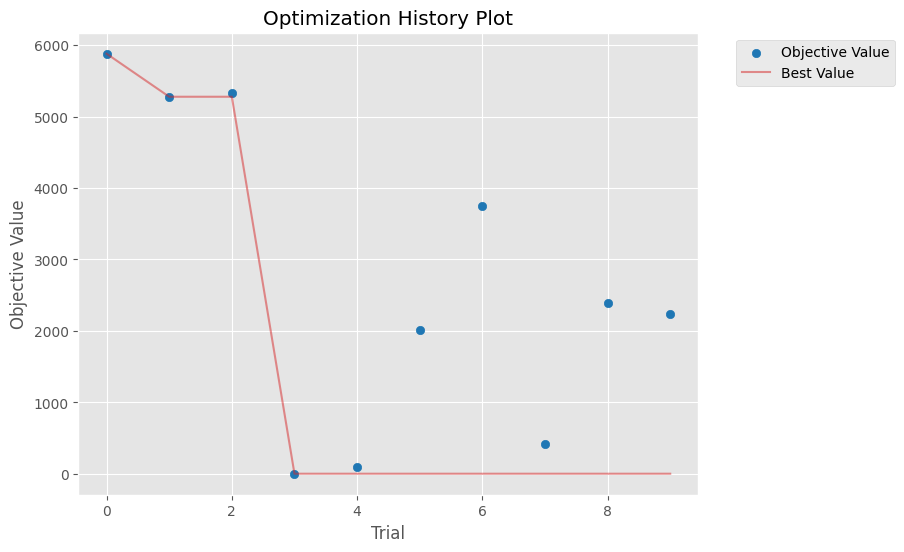 Optimization History Plot
Objective Value
Best Value
6000
5000
4000
3000
2000
1000
0
Objective Value
0 2 4 6 8
Trial